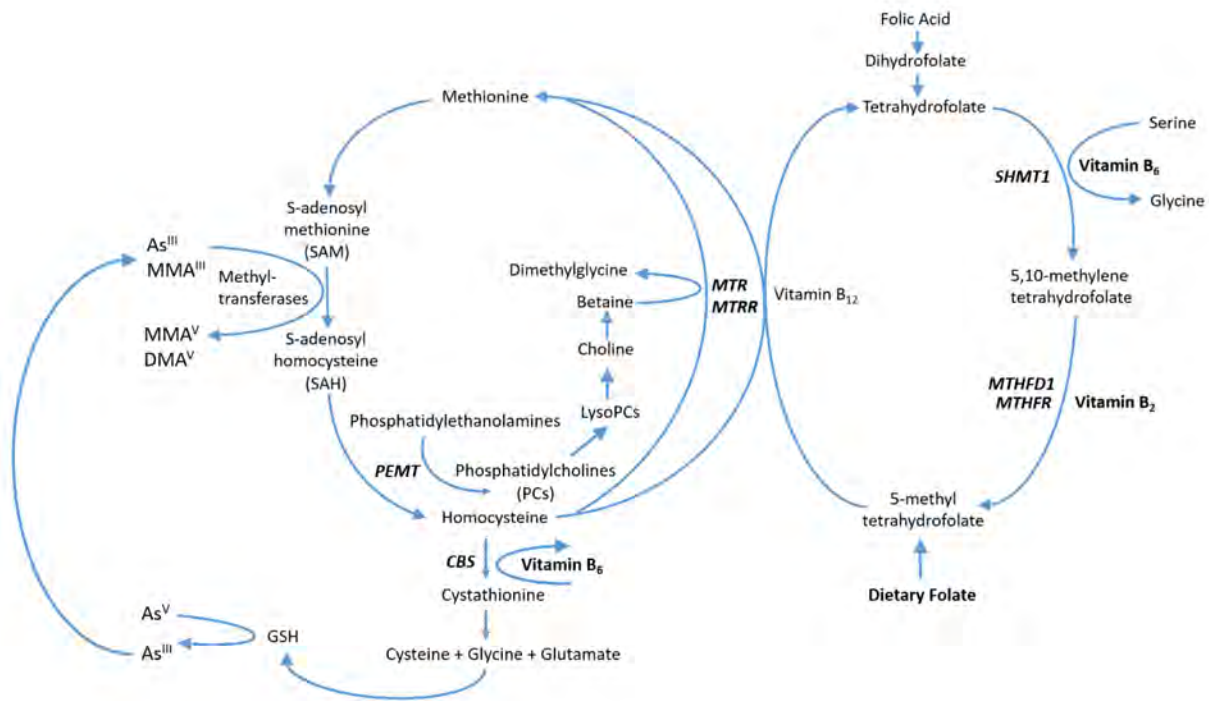 Folic Acid
Dihydrofolate
Tetrahydrofolate
Methionine
Serine
SHMT1
Vitamin B₆
Glycine
S-adenosyl
methionine
(SAM)
Asᴵᴵᴵ
MMAᴵᴵᴵ
Methyl-
transferases
MMAⱽ
DMAⱽ
S-adenosyl
homocysteine
(SAH)
Dimethylglycine
Betaine
Choline
LysoPCs
MTR
MTRR
Vitamin B₁₂
5,10-methylene
tetrahydrofolate
MTHFD1
MTHFR
Vitamin B₂
Phosphatidylethanolamines
PEMT
Phosphatidylcholines
(PCs)
Homocysteine
5-methyl
tetrahydrofolate
Dietary Folate
CBS
Vitamin B₆
Cystathionine
Cysteine + Glycine + Glutamate
Asⱽ
GSH
Asᴵᴵᴵ